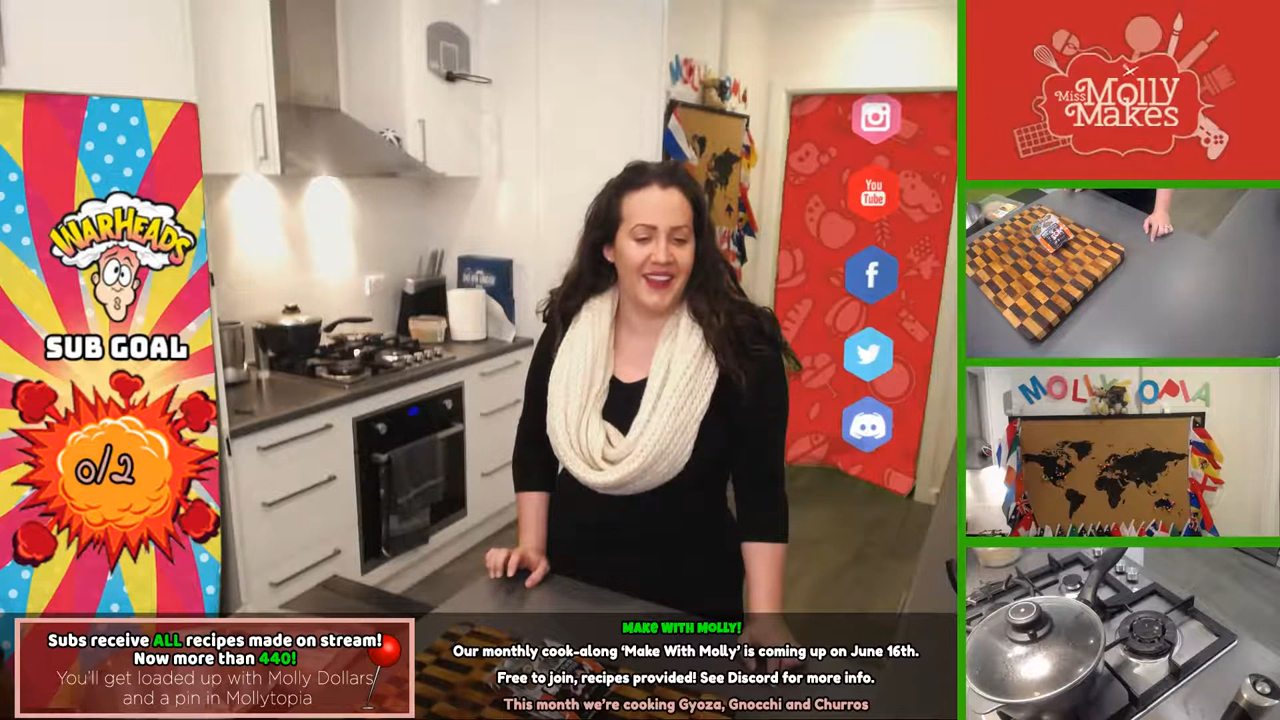 WARHEADS
SUB GOAL
0/2
Subs receive ALL recipes made on stream!
Now more than 440!
You'll get loaded up with Molly Dollars
and a pin in Mollytopia
MAKE WITH MOLLY!
Our monthly cook-along 'Make With Molly' is coming up on June 16th.
Free to join, recipes provided! See Discord for more info.
This month we're cooking Gyoza, Gnocchi and Churros
You
Tube
Miss Molly
Makes
MOLLYTOPIA